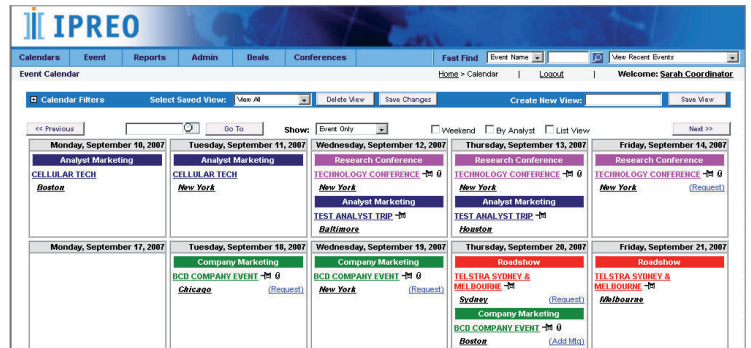 IPREO
Calendars Event Reports Admin Deals Conferences Fast Find Event Name View Recent Events
Event Calendar Home > Calendar | Logout | Welcome: Sarah Coordinator
Calendar Filters Select Saved View: View All Delete View Save Changes Create New View: Save View
<< Previous Go To Show: Event Only Weekend By Analyst List View Next >>
Monday, September 10, 2007 Tuesday, September 11, 2007 Wednesday, September 12, 2007 Thursday, September 13, 2007 Friday, September 14, 2007
Analyst Marketing Analyst Marketing Research Conference Research Conference Research Conference
CELLULAR TECH CELLULAR TECH TECHNOLOGY CONFERENCE TECHNOLOGY CONFERENCE TECHNOLOGY CONFERENCE
Boston New York New York New York New York (Request)
Analyst Marketing Analyst Marketing
TEST ANALYST TRIP TEST ANALYST TRIP
Baltimore Houston
Monday, September 17, 2007 Tuesday, September 18, 2007 Wednesday, September 19, 2007 Thursday, September 20, 2007 Friday, September 21, 2007
Company Marketing Company Marketing Roadshow Roadshow
BCD COMPANY EVENT BCD COMPANY EVENT TELSTRA SYDNEY & TELSTRA SYDNEY &
MELBOURNE MELBOURNE
Chicago (Request) New York (Request) Sydney (Request) Melbourne
Company Marketing
BCD COMPANY EVENT
Boston (Add Mtg)